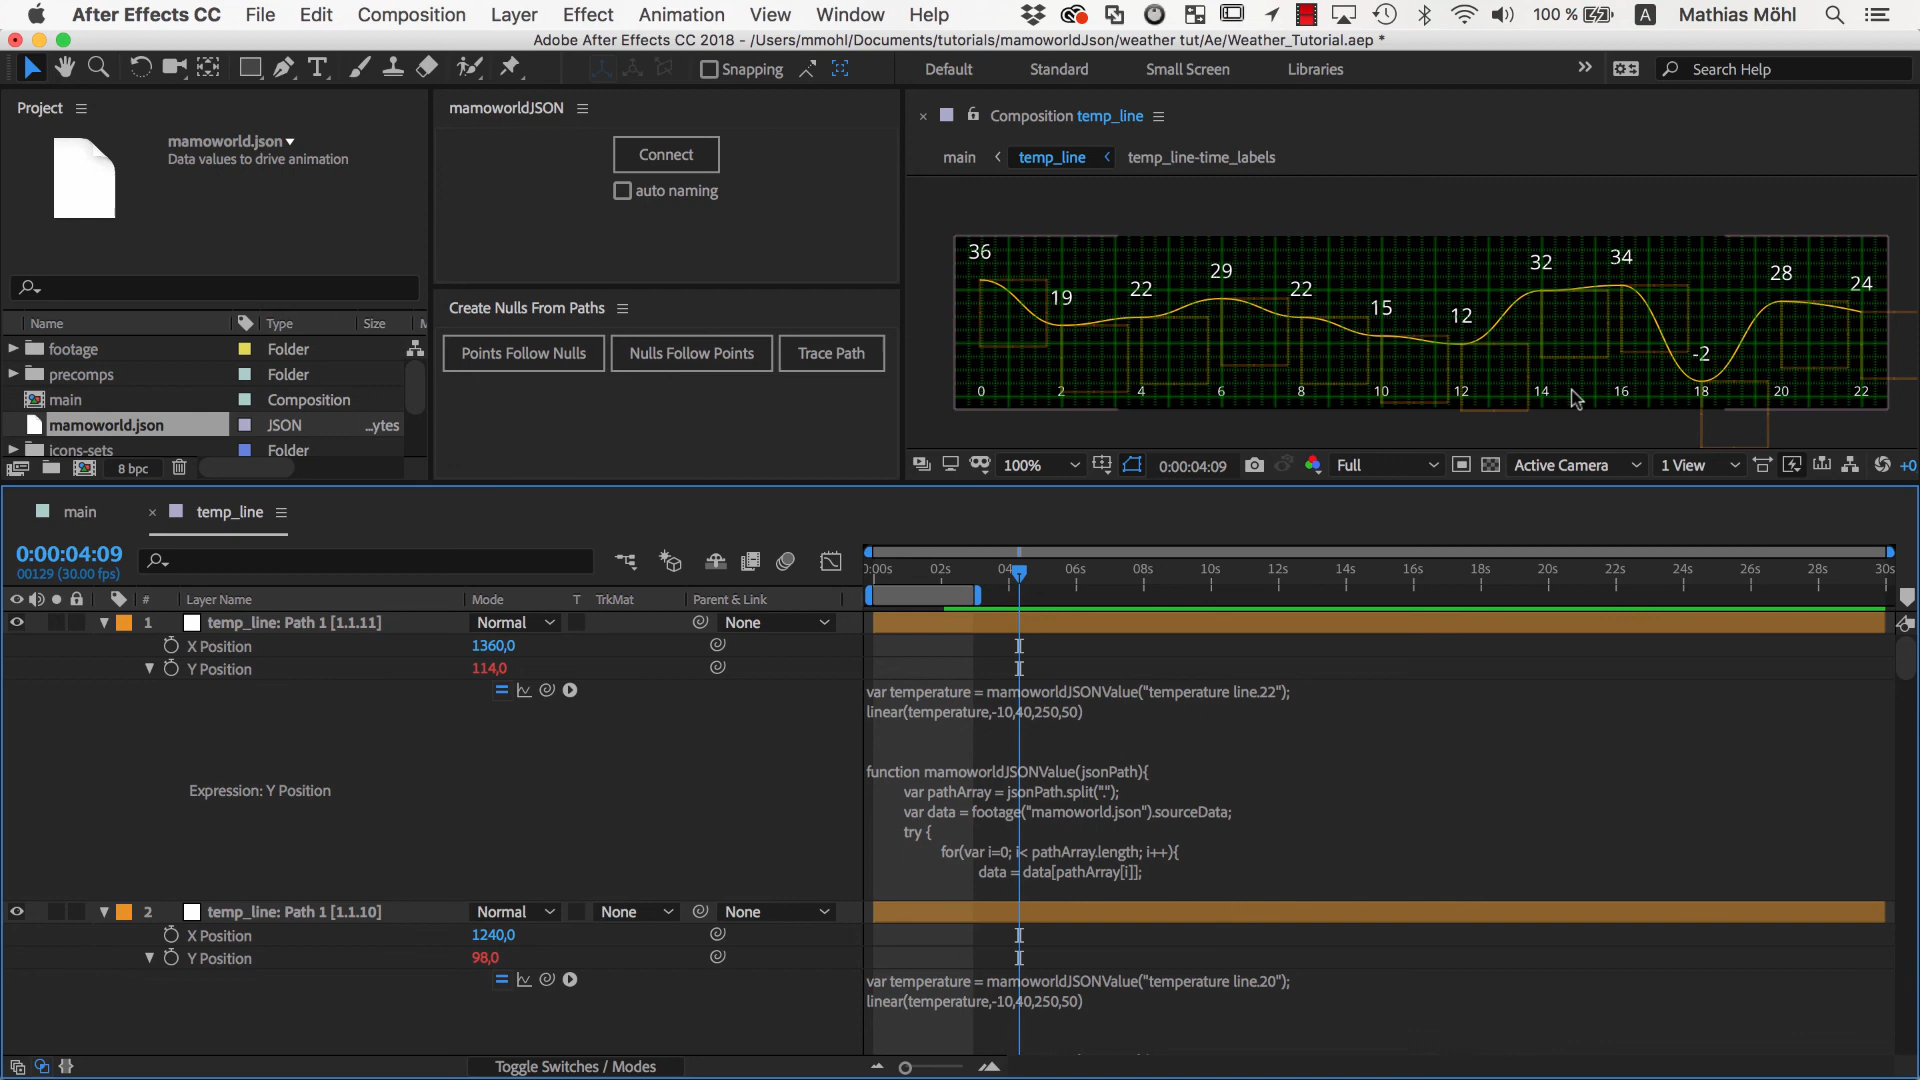 After Effects CC File Edit Composition Layer Effect Animation View Window Help 100 % A Mathias Möhl
Adobe After Effects CC 2018 - /Users/mmohl/Documents/tutorials/mamoworldJson/weather tut/Ae/Weather_Tutorial.aep *
T Snapping Default Standard Small Screen Libraries Search Help
Project
mamoworld.json
Data values to drive animation
Name Type Size
footage Folder
precomps Folder
main Composition
mamoworld.json JSON ...ytes
icons-sets Folder
8 bpc
mamoworldJSON
Connect
auto naming
Create Nulls From Paths
Points Follow Nulls Nulls Follow Points Trace Path
Composition temp_line
main temp_line temp_line-time_labels
36 19 22 29 22 15 12 32 34 -2 28 24
0 2 4 6 8 10 12 14 16 18 20 22
100% 0:00:04:09 Full Active Camera 1 View +0
main temp_line
0:00:04:09
00129 (30.00 fps)
):00s 02s 04 06s 08s 10s 12s 14s 16s 18s 20s 22s 24s 26s 28s 30s
# Layer Name Mode T TrkMat Parent & Link
1 temp_line: Path 1 [1.1.11] Normal None
X Position 1360,0
Y Position 114,0
var temperature = mamoworldJSONValue("temperature line.22");
linear(temperature,-10,40,250,50)
function mamoworldJSONValue(jsonPath){
Expression: Y Position
var pathArray = jsonPath.split(".");
var data = footage("mamoworld.json").sourceData;
try {
for(var i=0; i< pathArray.length; i++){
data = data[pathArray[i]];
2 temp_line: Path 1 [1.1.10] Normal None None
X Position 1240,0
Y Position 98,0
var temperature = mamoworldJSONValue("temperature line.20");
linear(temperature,-10,40,250,50)
Toggle Switches / Modes